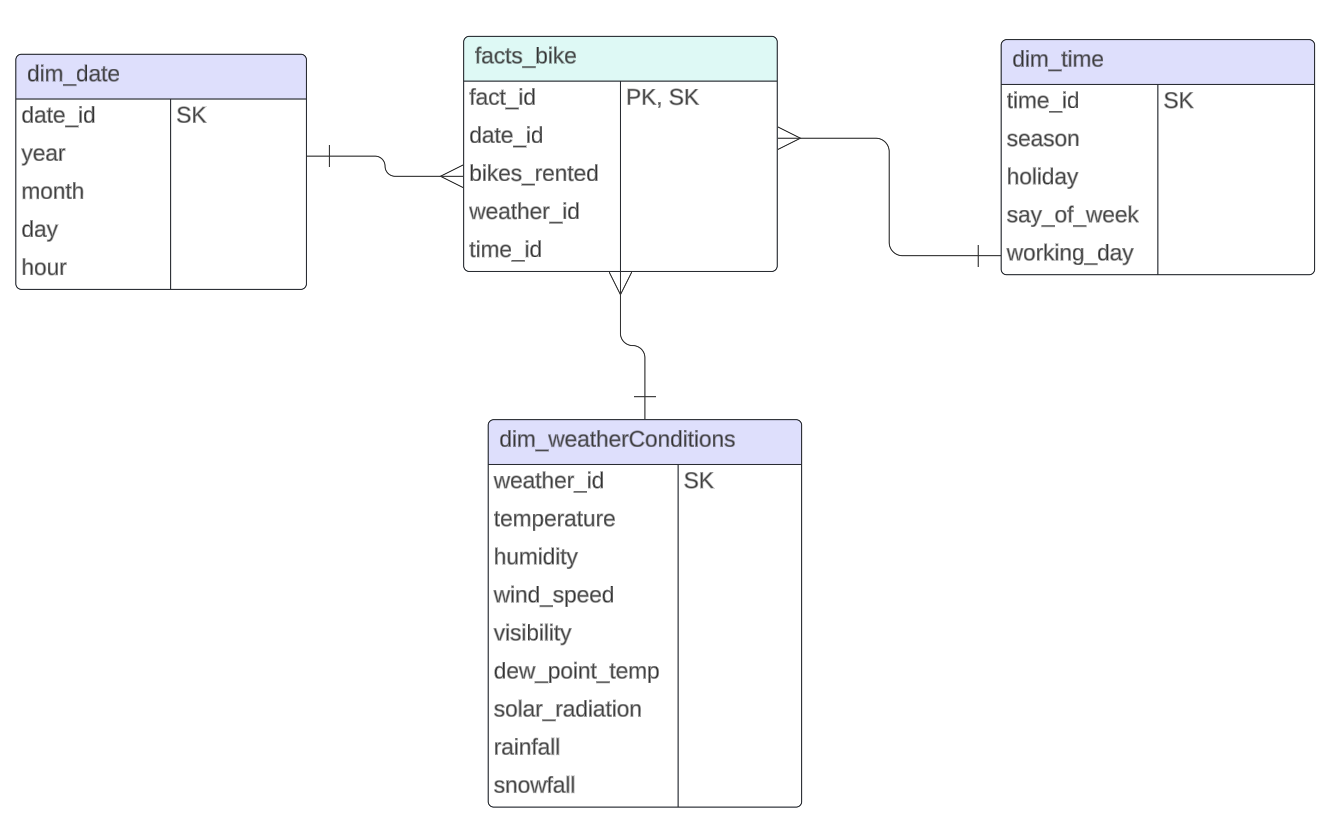 dim_date
date_id SK
year
month
day
hour
facts_bike
fact_id PK, SK
date_id
bikes_rented
weather_id
time_id
dim_time
time_id SK
season
holiday
say_of_week
working_day
dim_weatherConditions
weather_id SK
temperature
humidity
wind_speed
visibility
dew_point_temp
solar_radiation
rainfall
snowfall